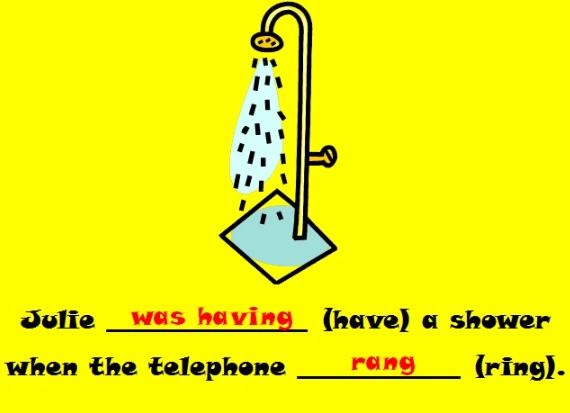 Julie was having (have) a shower
when the telephone rang (ring).